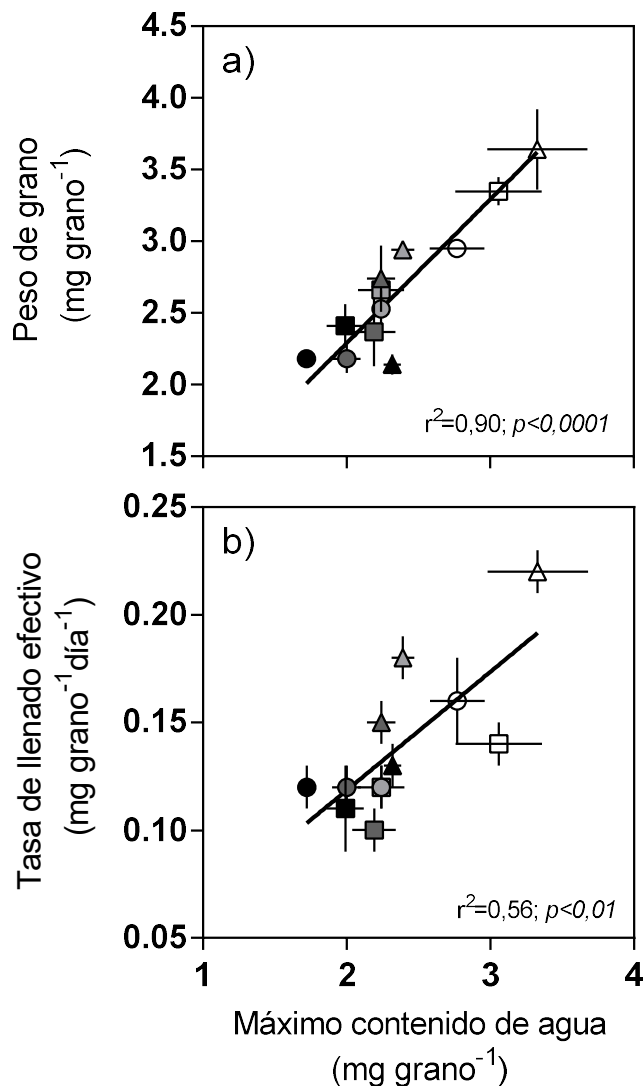 a)
4.5
4.0
3.5
3.0
2.5
2.0
1.5
Peso de grano
(mg grano⁻¹)
r²=0,90; p<0,0001
b)
0.25
0.20
0.15
0.10
0.05
Tasa de llenado efectivo
(mg grano⁻¹día⁻¹)
r²=0,56; p<0,01
1 2 3 4
Máximo contenido de agua
(mg grano⁻¹)